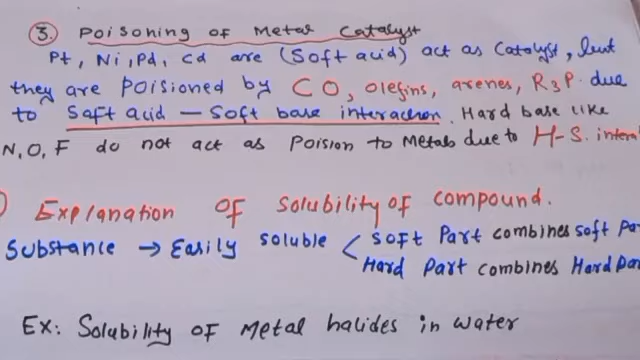 3. Poisoning of Metal Catalyst
Pt, Ni, Pd, Cd are (Soft acid) act as Catalyst, but
they are poisioned by CO, olefins, arenes, R3P due
to Saft acid — Soft base interaction. Hard base like
N, O, F do not act as Poision to Metals due to H-S. intera
) Explanation Of Solubility of compound.
Substance → Easily soluble < Soft Part combines soft Pa
Hard Part combines Hard Par
Ex: Solubility of Metal halides in water